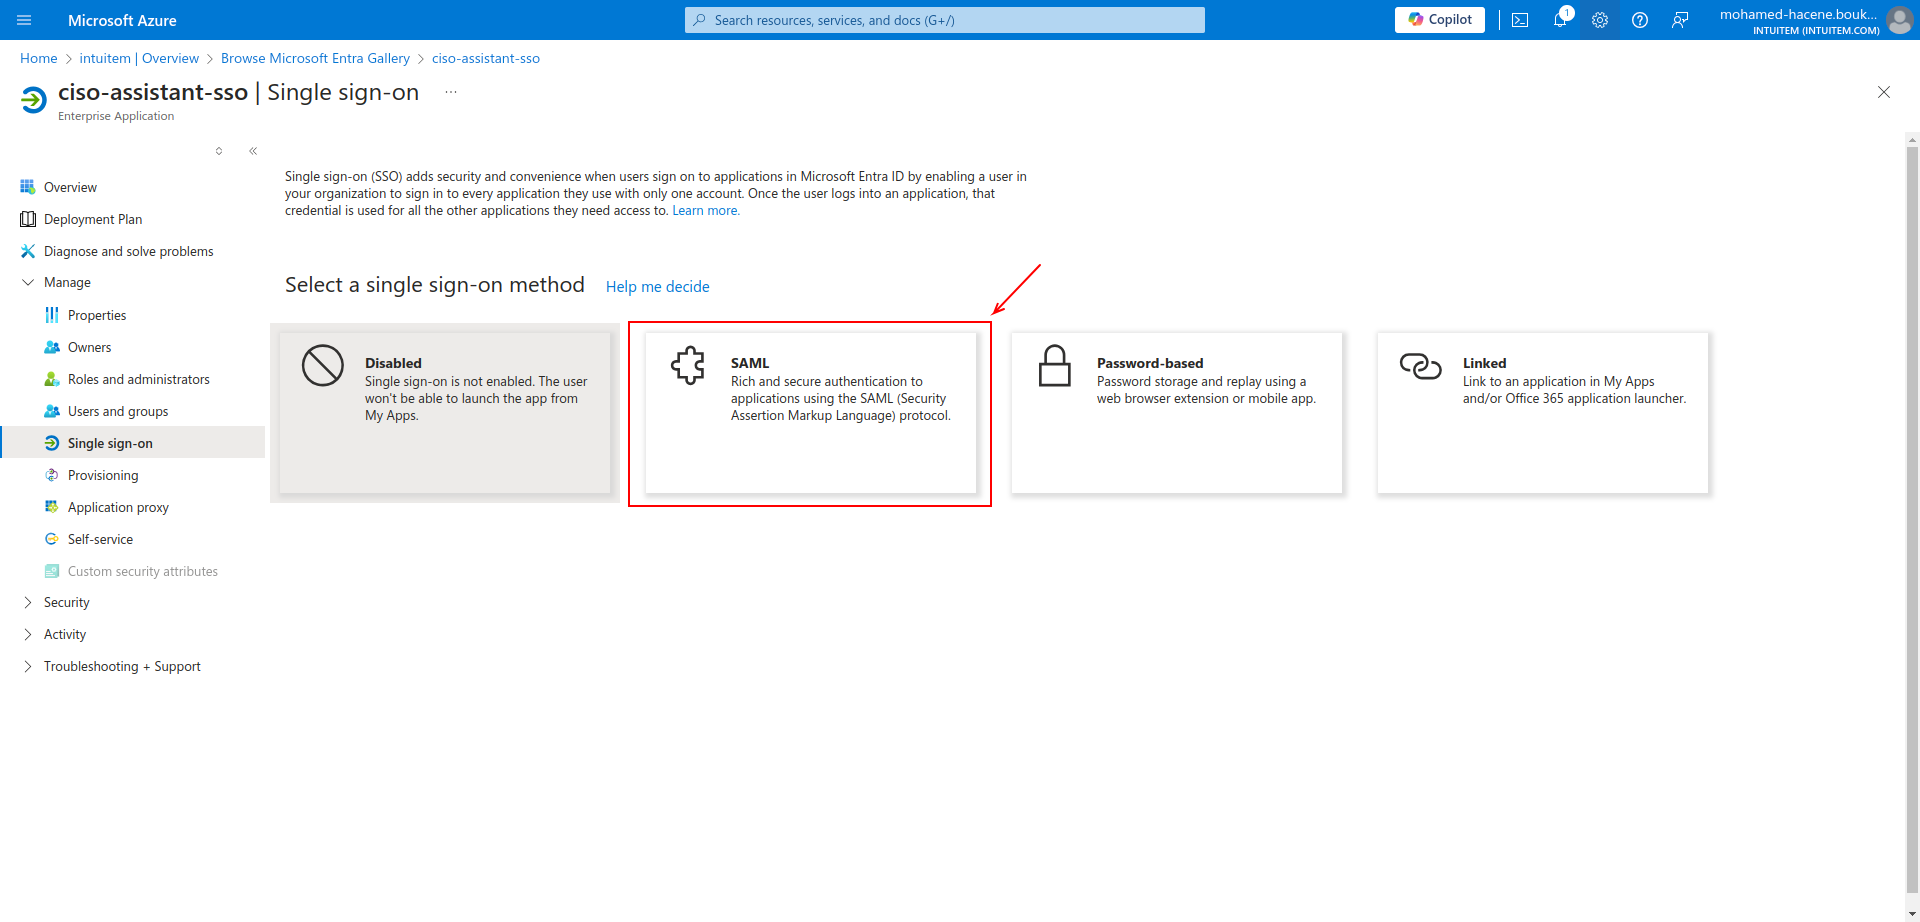 Microsoft Azure
Search resources, services, and docs (G+/)
Copilot
1
mohamed-hacene.bouk...
INTUITEM (INTUITEM.COM)
Home > intuitem | Overview > Browse Microsoft Entra Gallery > ciso-assistant-sso
ciso-assistant-sso | Single sign-on ...
Enterprise Application
Overview
Deployment Plan
Diagnose and solve problems
Manage
Properties
Owners
Roles and administrators
Users and groups
Single sign-on
Provisioning
Application proxy
Self-service
Custom security attributes
Security
Activity
Troubleshooting + Support
Single sign-on (SSO) adds security and convenience when users sign on to applications in Microsoft Entra ID by enabling a user in
your organization to sign in to every application they use with only one account. Once the user logs into an application, that
credential is used for all the other applications they need access to. Learn more.
Select a single sign-on method Help me decide
Disabled
Single sign-on is not enabled. The user
won't be able to launch the app from
My Apps.
SAML
Rich and secure authentication to
applications using the SAML (Security
Assertion Markup Language) protocol.
Password-based
Password storage and replay using a
web browser extension or mobile app.
Linked
Link to an application in My Apps
and/or Office 365 application launcher.